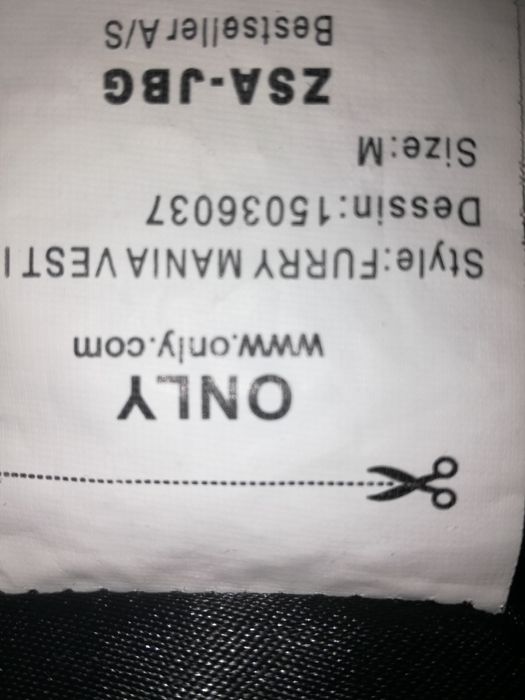 ONLY
www.only.com
Style:FURRY MANIA VEST
Dessin:15036037
Size:M
ZSA-JBG
Bestseller A/S